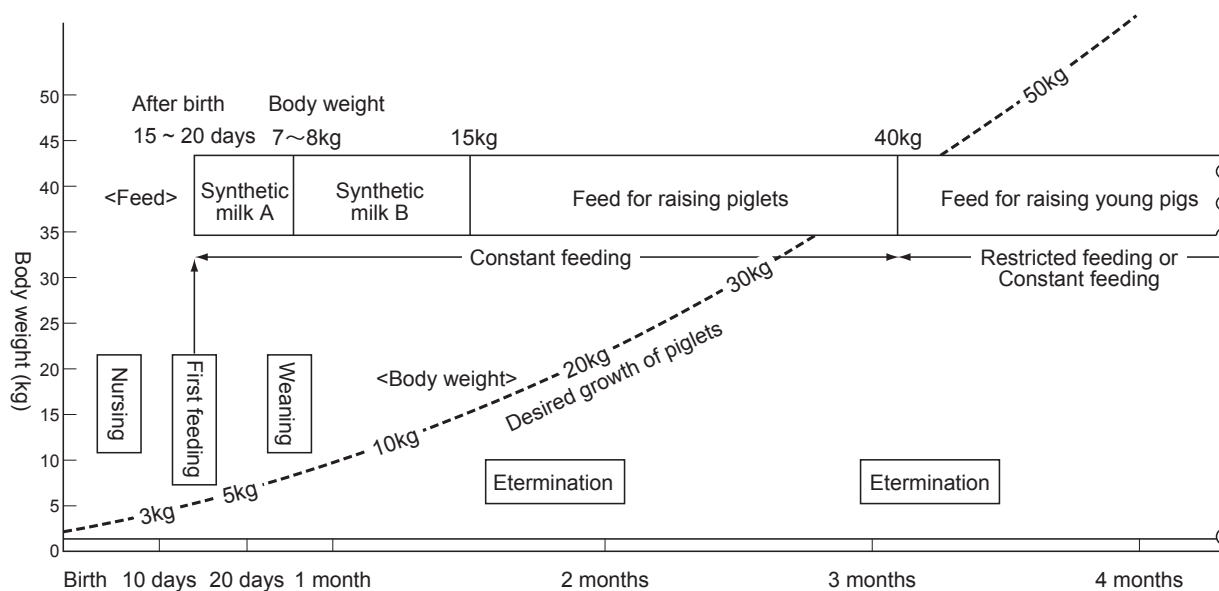 50
45
40
35
30
25
20
15
10
5
0
Body weight (kg)
After birth
15 ~ 20 days
Body weight
7～8kg
15kg
40kg
<Feed>
Synthetic
milk A
Synthetic
milk B
Feed for raising piglets
Feed for raising young pigs
Constant feeding
Restricted feeding or
Constant feeding
Nursing
First feeding
Weaning
<Body weight>
3kg
5kg
10kg
20kg
30kg
50kg
Desired growth of piglets
Etermination
Etermination
Birth
10 days
20 days
1 month
2 months
3 months
4 months